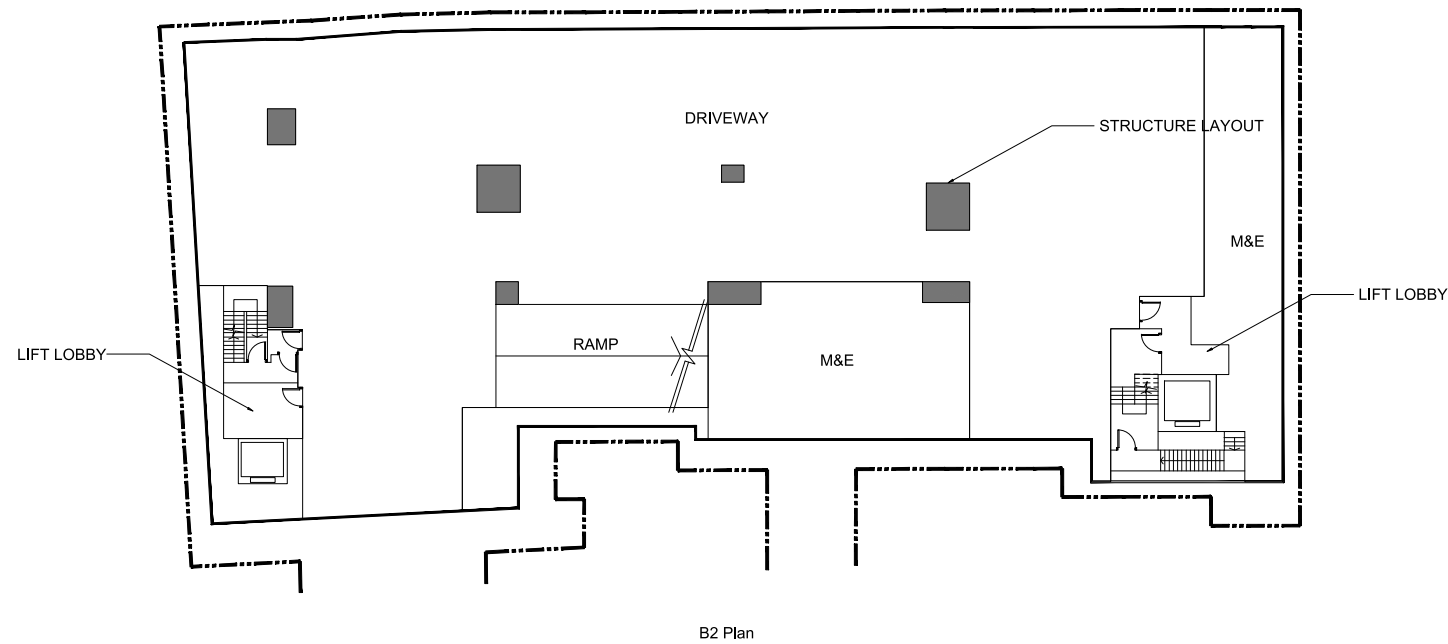 DRIVEWAY
STRUCTURE LAYOUT
M&E
LIFT LOBBY
RAMP
LIFT LOBBY
M&E
B2 Plan